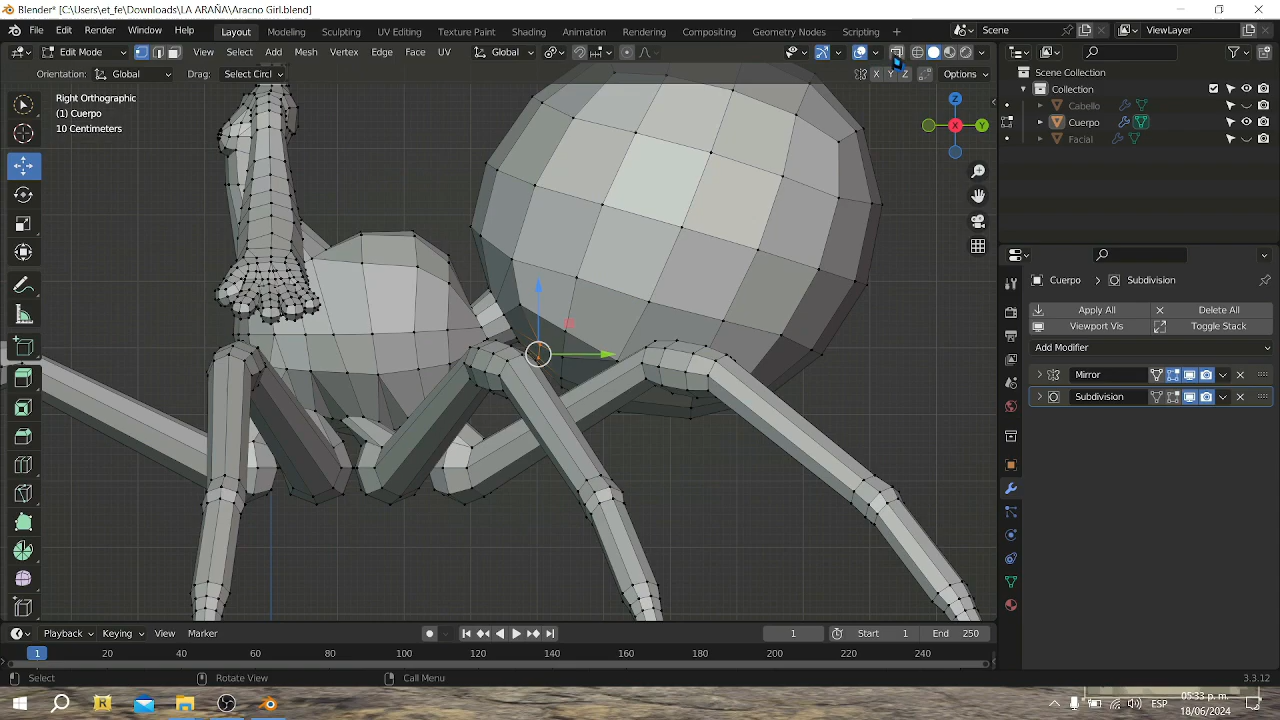 Blender* [C:\Users\et_fe\Downloads\LA ARAÑA\Aracno Girl.blend]
File Edit Render Window Help Layout Modeling Sculpting UV Editing Texture Paint Shading Animation Rendering Compositing Geometry Nodes Scripting + Scene ViewLayer
Edit Mode View Select Add Mesh Vertex Edge Face UV Global
Orientation: Global Drag: Select Circl X Y Z Options
Right Orthographic
(1) Cuerpo
10 Centimeters
Z
X
Y
Scene Collection
Collection
Cabello
Cuerpo
Facial
Cuerpo > Subdivision
Apply All Delete All
Viewport Vis Toggle Stack
Add Modifier
Mirror
Subdivision
Playback Keying View Marker 1 Start 1 End 250
1 20 40 60 80 100 120 140 160 180 200 220 240
Select Rotate View Call Menu 3.3.12
R ESP 05:33 p. m.
18/06/2024